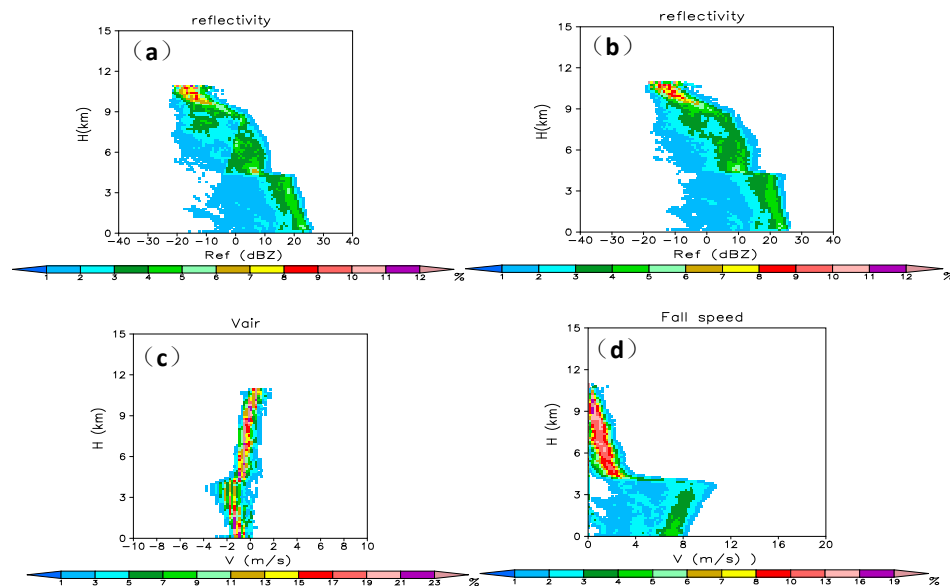 reflectivity
(a)
15
12
9
6
3
0
H(km)
-40 -30 -20 -10 0 10 20 30 40
Ref (dBZ)
1 2 3 4 5 6 7 8 9 10 11 12 %
reflectivity
(b)
15
12
9
6
3
0
H(km)
-40 -30 -20 -10 0 10 20 30 40
Ref (dBZ)
1 2 3 4 5 6 7 8 9 10 11 12 %
Vair
(c)
15
12
9
6
3
0
H (km)
-10 -8 -6 -4 -2 0 2 4 6 8 10
V (m/s)
1 3 5 7 9 11 13 15 17 19 21 23 %
Fall speed
(d)
15
12
9
6
3
0
H (km)
0 4 8 12 16 20
V (m/s )
1 2 3 4 5 6 7 8 10 13 16 19 %